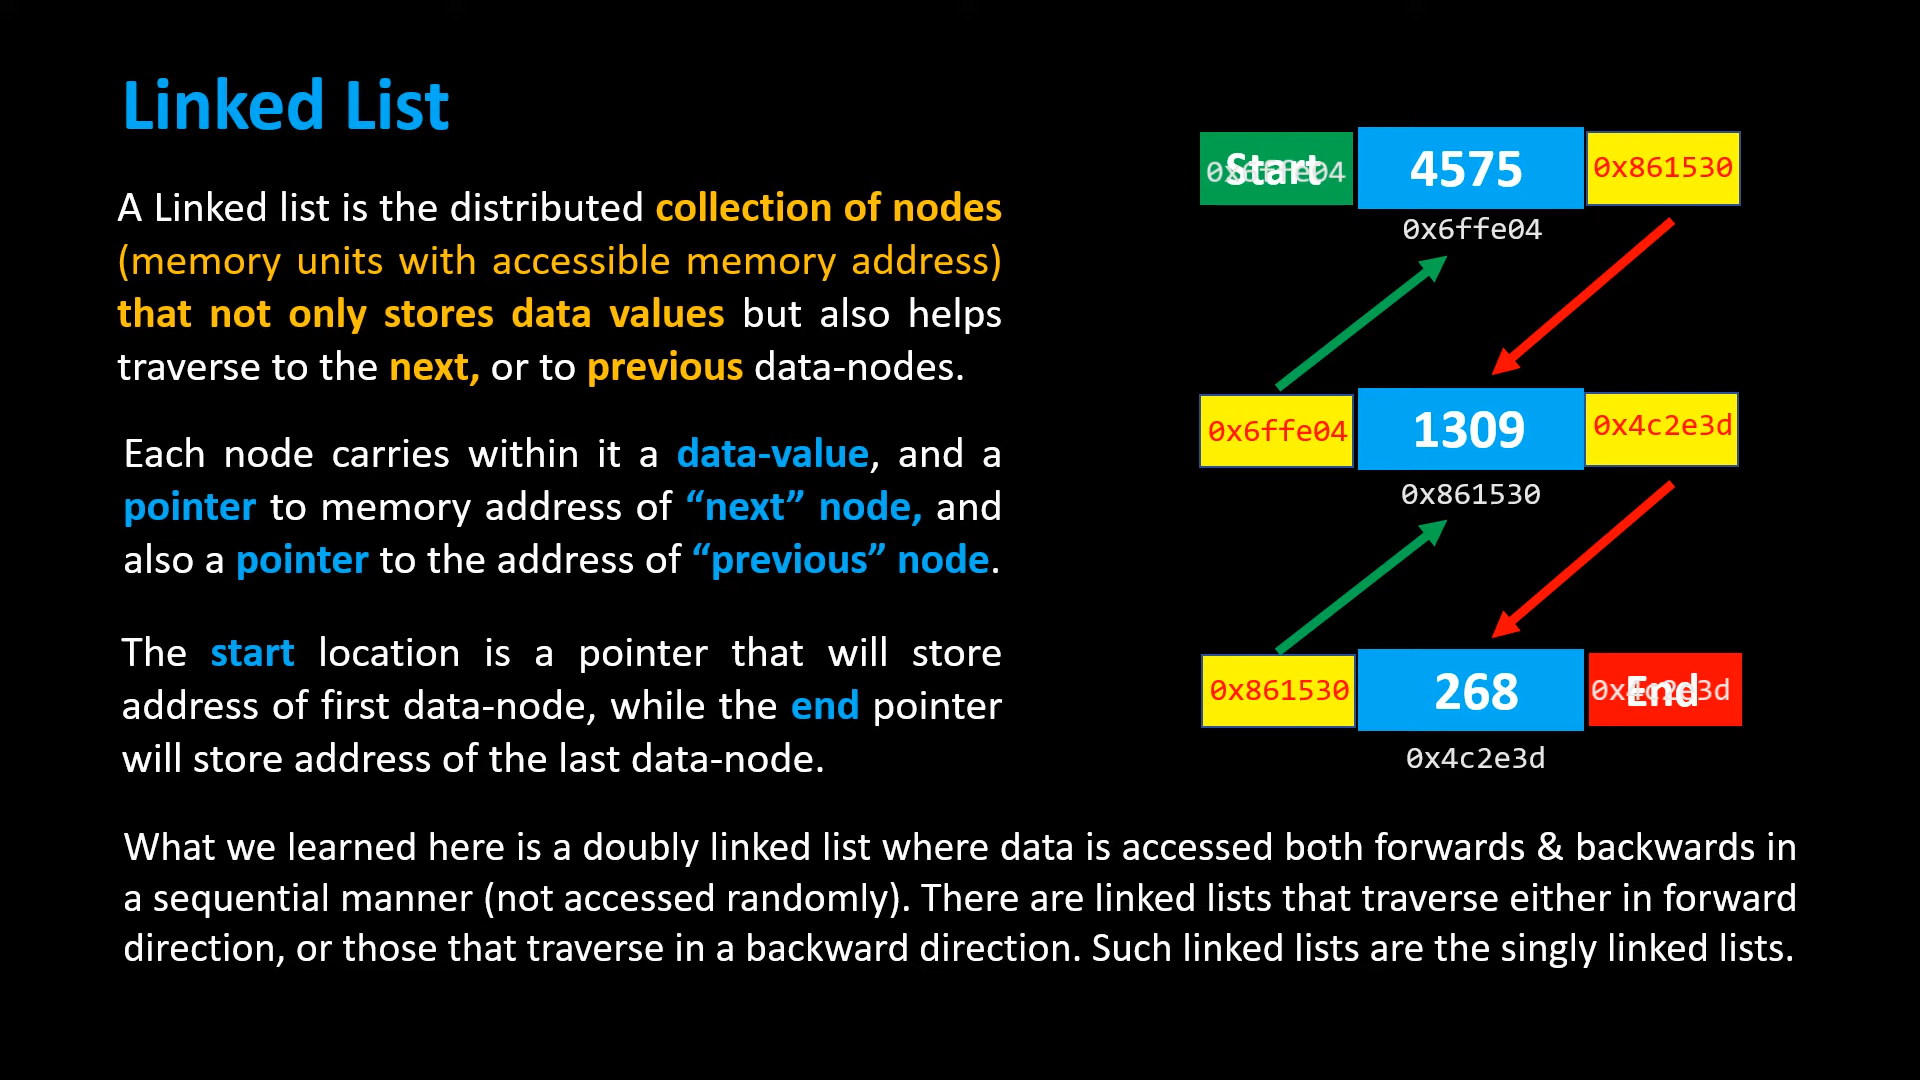 Linked List
A Linked list is the distributed collection of nodes
(memory units with accessible memory address)
that not only stores data values but also helps
traverse to the next, or to previous data-nodes.
Each node carries within it a data-value, and a
pointer to memory address of “next” node, and
also a pointer to the address of “previous” node.
The start location is a pointer that will store
address of first data-node, while the end pointer
will store address of the last data-node.
What we learned here is a doubly linked list where data is accessed both forwards & backwards in
a sequential manner (not accessed randomly). There are linked lists that traverse either in forward
direction, or those that traverse in a backward direction. Such linked lists are the singly linked lists.
Start 0x6ffe04 4575 0x861530
0x6ffe04
0x6ffe04 1309 0x4c2e3d
0x861530
0x861530 268 End 0x4c2e3d
0x4c2e3d